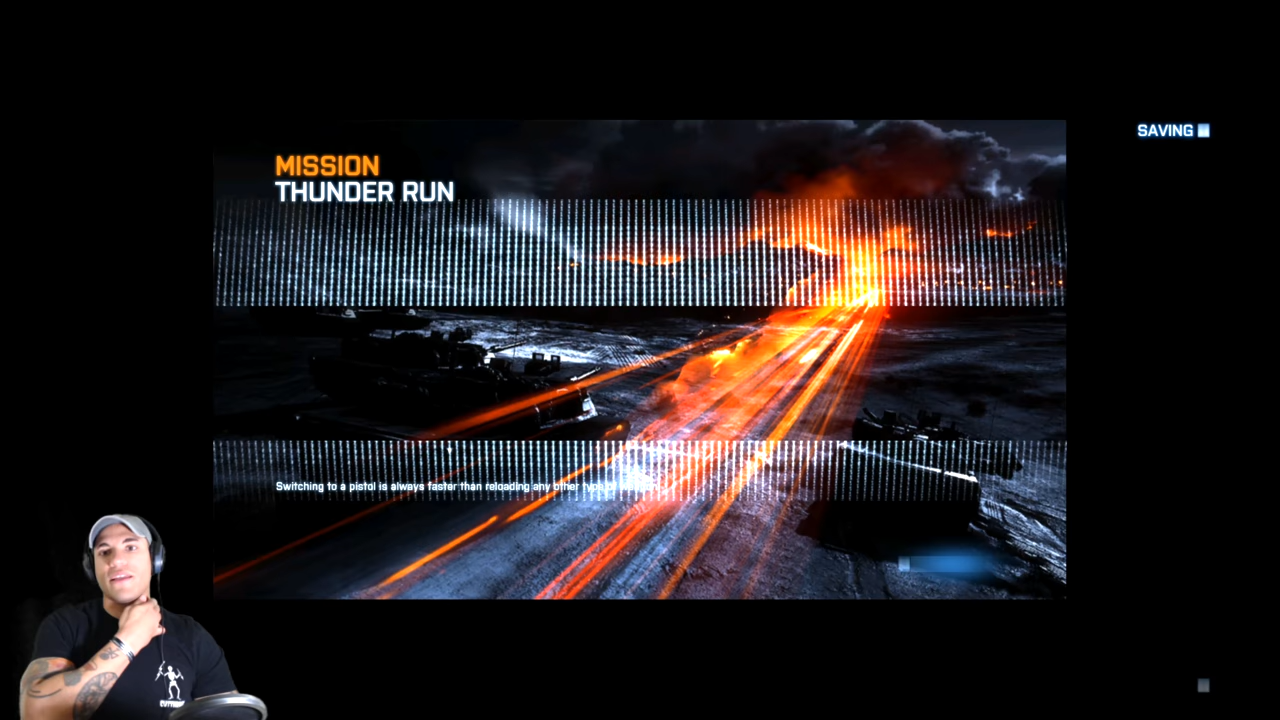 SAVING
MISSION
THUNDER RUN
Switching to a pistol is always faster than reloading any other type of